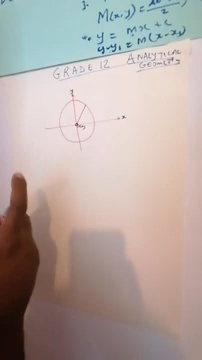 M(x;y) =
y = mx + c
y-y₁ = M(x-x₁)
GRADE 12 ANALYTICAL GEOMETRY
y
x